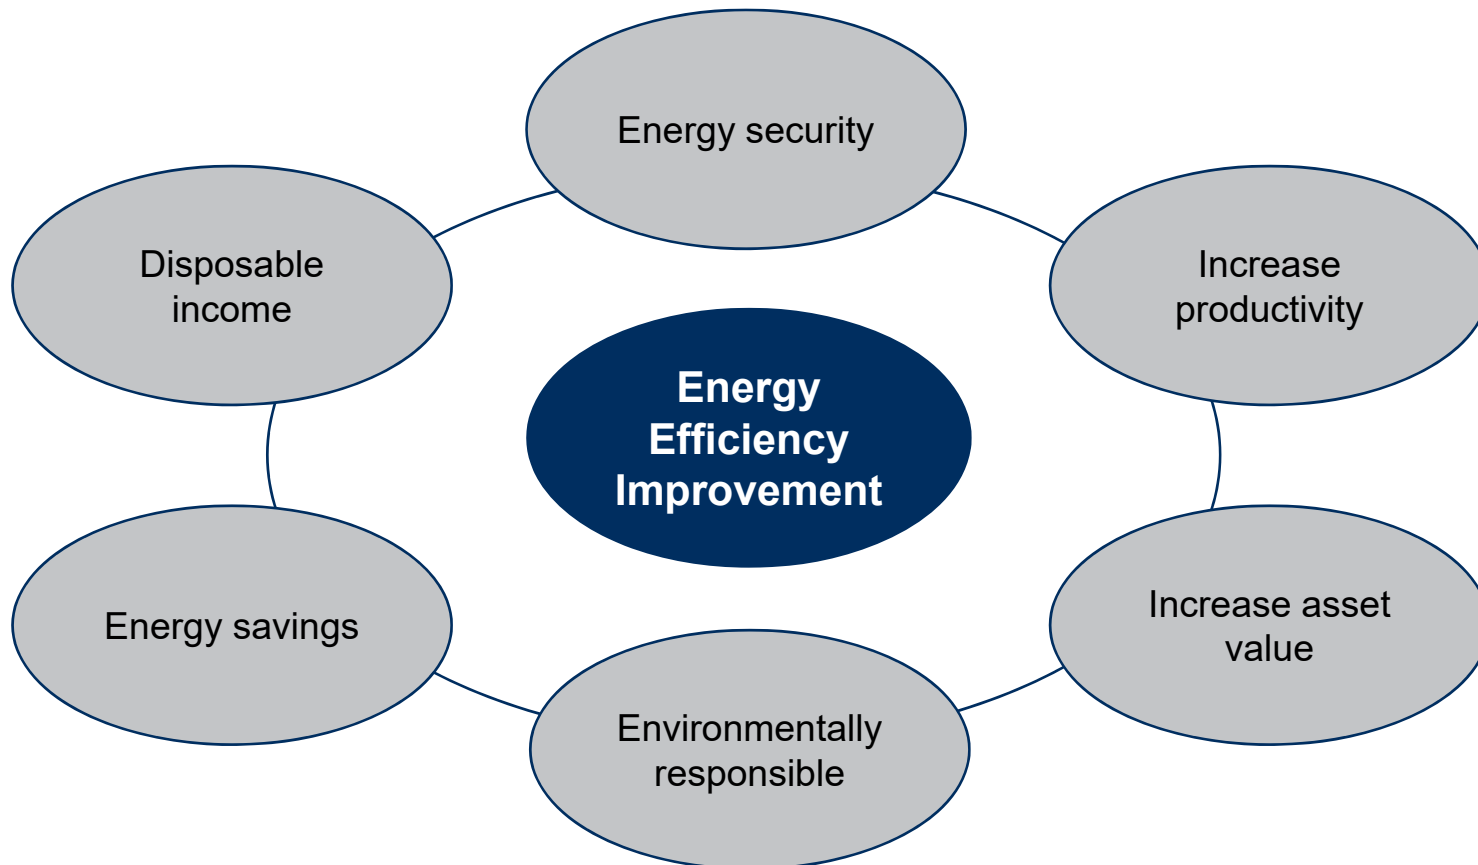 Energy security
Disposable
income
Increase
productivity
Energy
Efficiency
Improvement
Energy savings
Increase asset
value
Environmentally
responsible